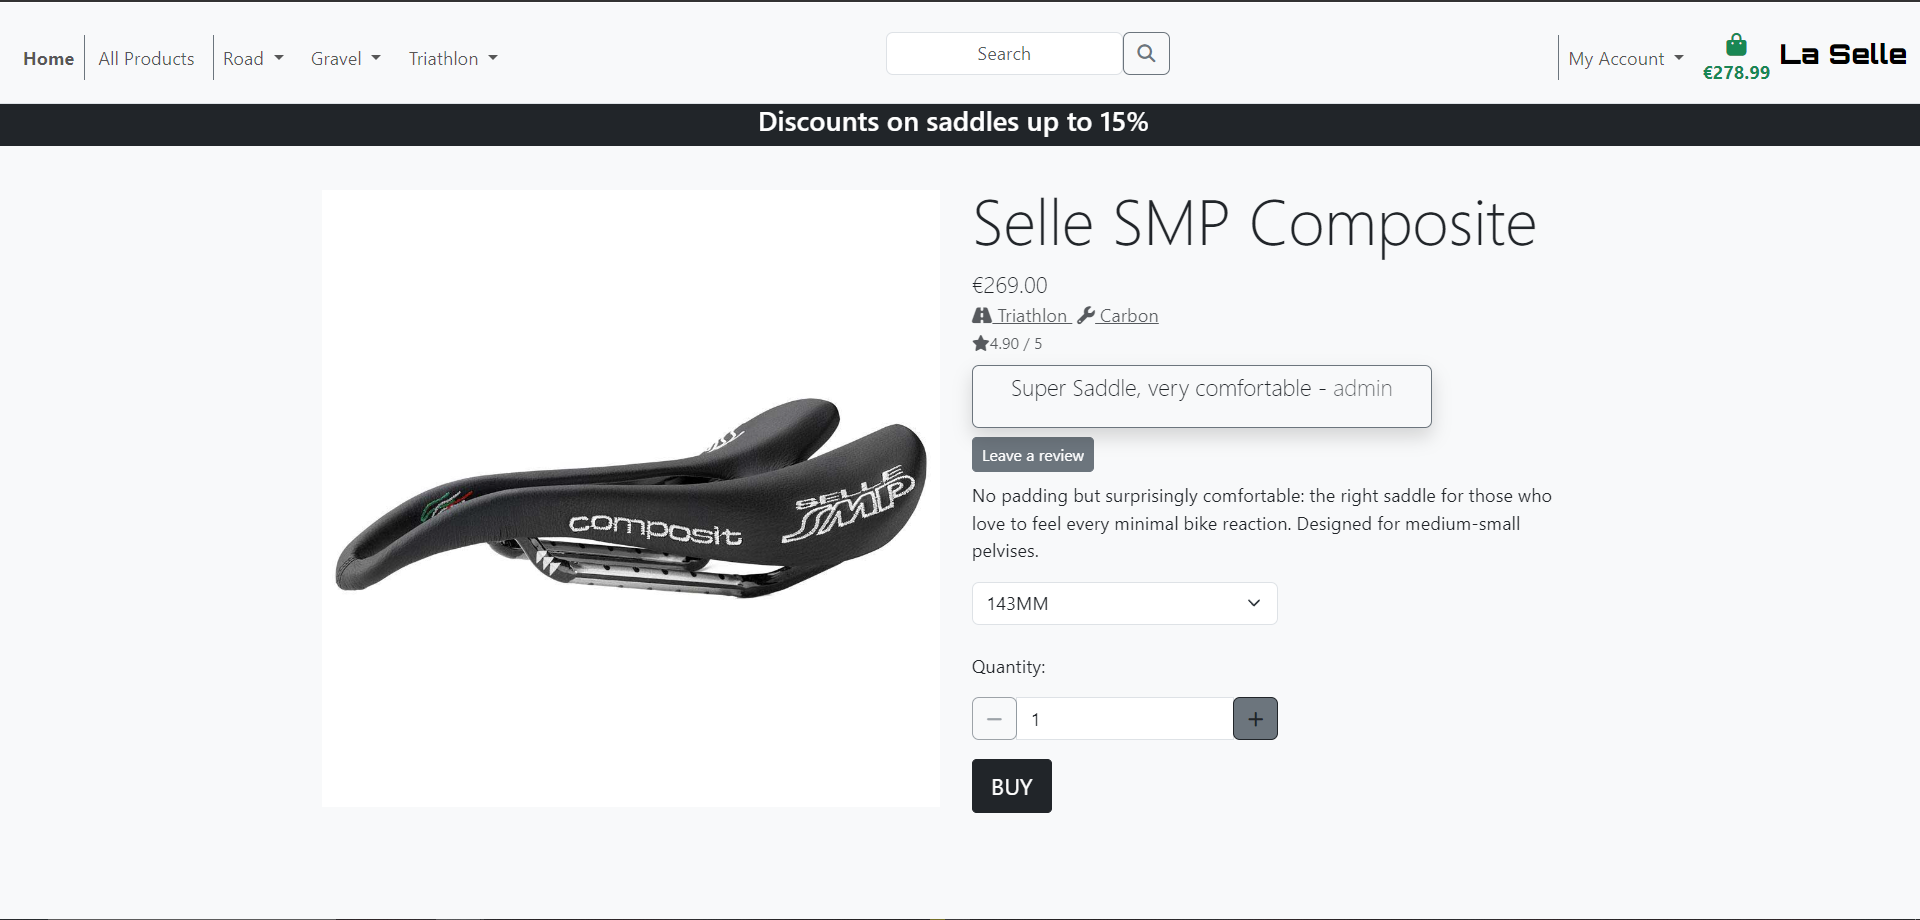 Home
All Products
Road
Gravel
Triathlon
Search
My Account
€278.99
La Selle
Discounts on saddles up to 15%
SELLE
SMP
composit
Selle SMP Composite
€269.00
Triathlon Carbon
4.90 / 5
Super Saddle, very comfortable - admin
Leave a review
No padding but surprisingly comfortable: the right saddle for those who
love to feel every minimal bike reaction. Designed for medium-small
pelvises.
143MM
Quantity:
1
BUY